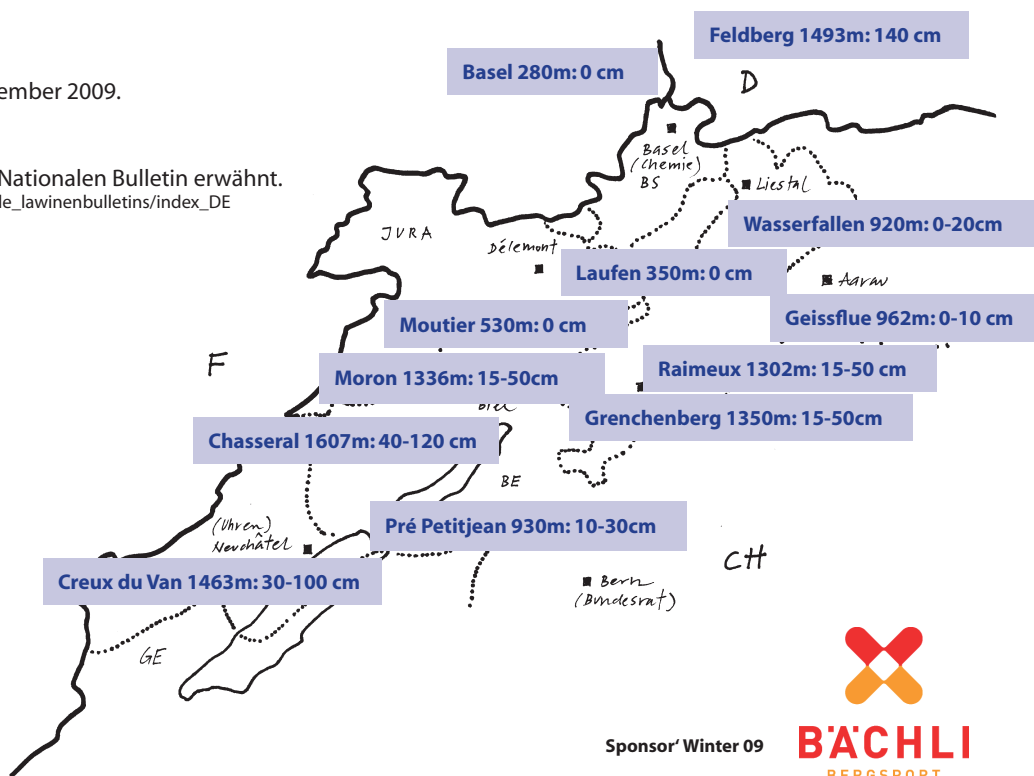 Feldberg 1493m: 140 cm
Basel 280m: 0 cm
D
ember 2009.
Basel
(Chemie)
BS
Nationalen Bulletin erwähnt.
le_lawinenbulletins/index_DE
Liestal
Wasserfallen 920m: 0-20cm
JURA
Délemont
Laufen 350m: 0 cm
Aarau
Moutier 530m: 0 cm
Geissflue 962m: 0-10 cm
F
Moron 1336m: 15-50cm
Raimeux 1302m: 15-50 cm
Biel
Grenchenberg 1350m: 15-50cm
Chasseral 1607m: 40-120 cm
BE
(Uhren)
Neuchâtel
Pré Petitjean 930m: 10-30cm
CH
Creux du Van 1463m: 30-100 cm
Bern
(Bundesrat)
GE
Sponsor‘ Winter 09
BÄCHLI
BERGSPORT